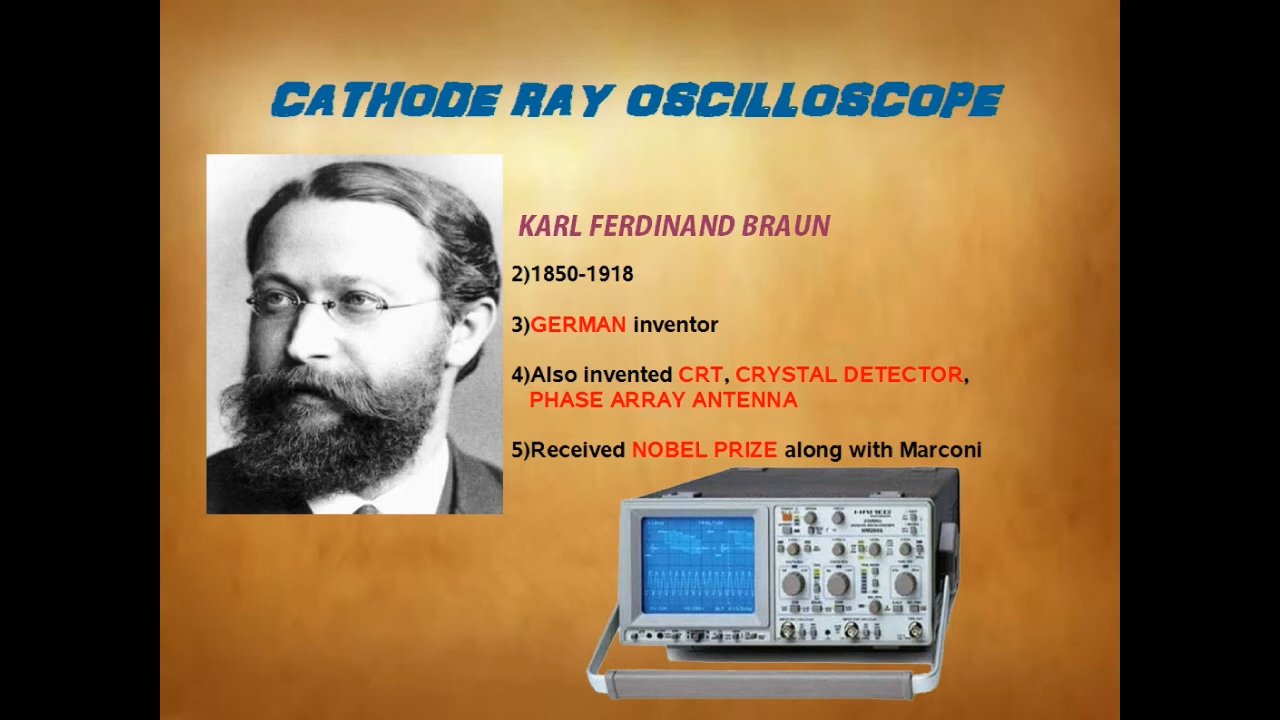 CATHODE RAY OSCILLOSCOPE
KARL FERDINAND BRAUN
2)1850-1918
3)GERMAN inventor
4)Also invented CRT, CRYSTAL DETECTOR,
PHASE ARRAY ANTENNA
5)Received NOBEL PRIZE along with Marconi